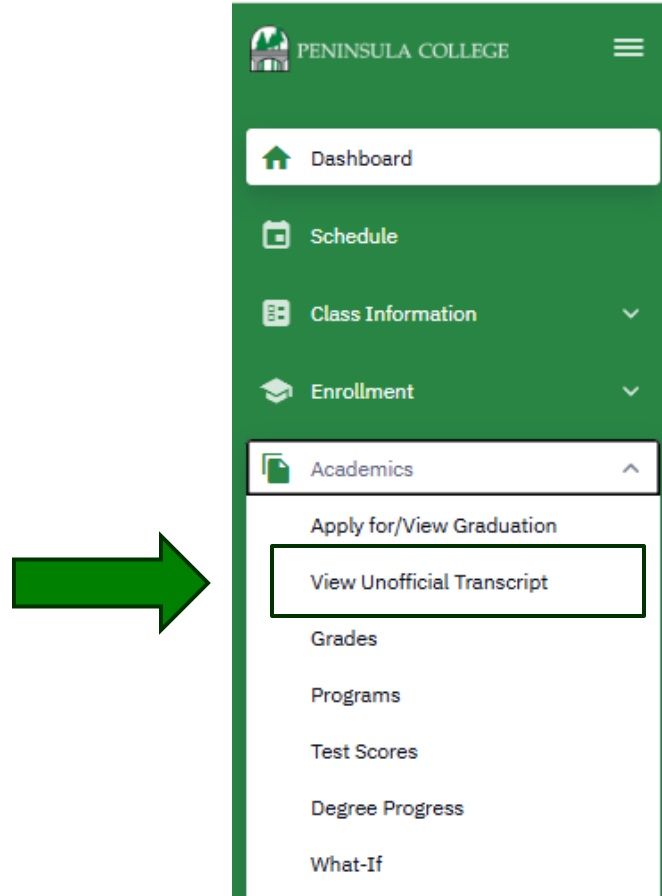 PENINSULA COLLEGE
Dashboard
Schedule
Class Information
Enrollment
Academics
Apply for/View Graduation
View Unofficial Transcript
Grades
Programs
Test Scores
Degree Progress
What-If